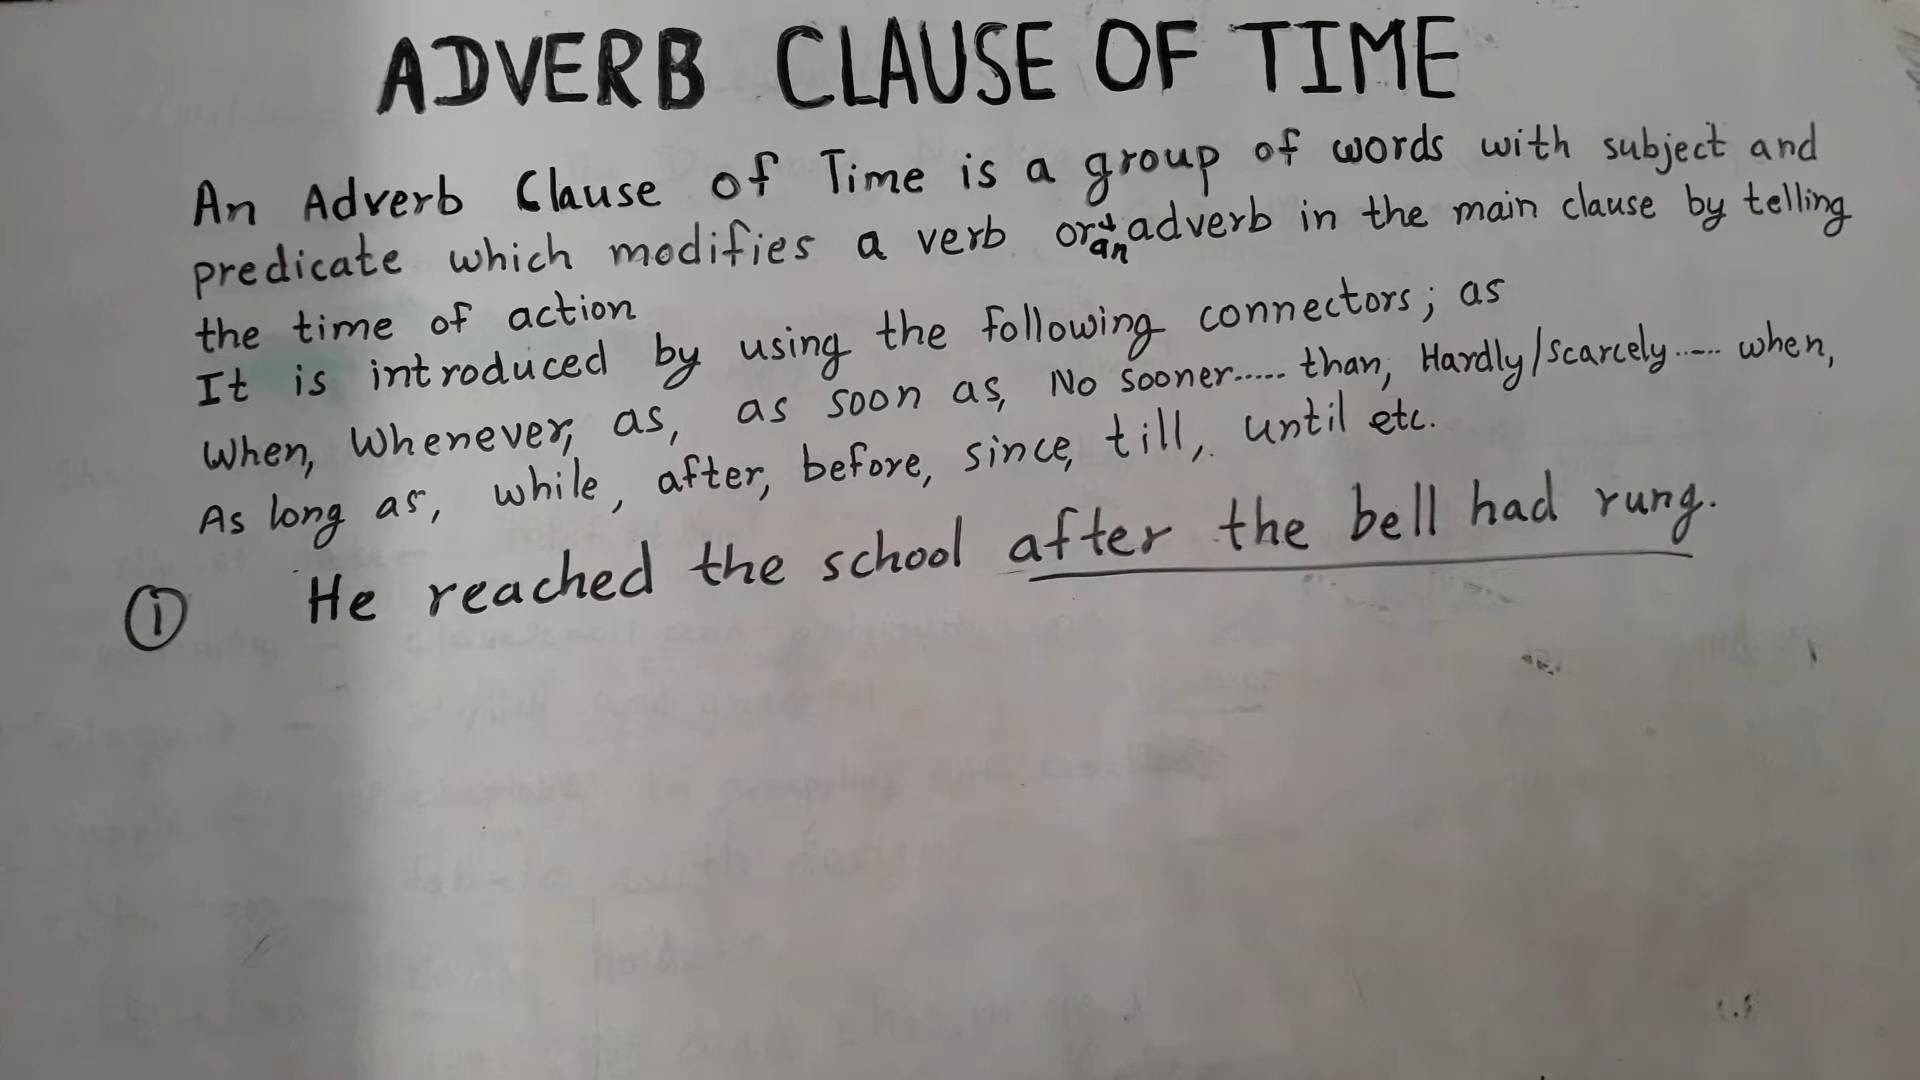 ADVERB CLAUSE OF TIME
An Adverb Clause of Time is a group of words with subject and
predicate which modifies a verb or an adverb in the main clause by telling
the time of action
It is introduced by using the following connectors; as
When, Whenever, as, as soon as, No sooner..... than, Hardly/scarcely..... when,
As long as, while, after, before, since, till, until etc.
① He reached the school after the bell had rung.